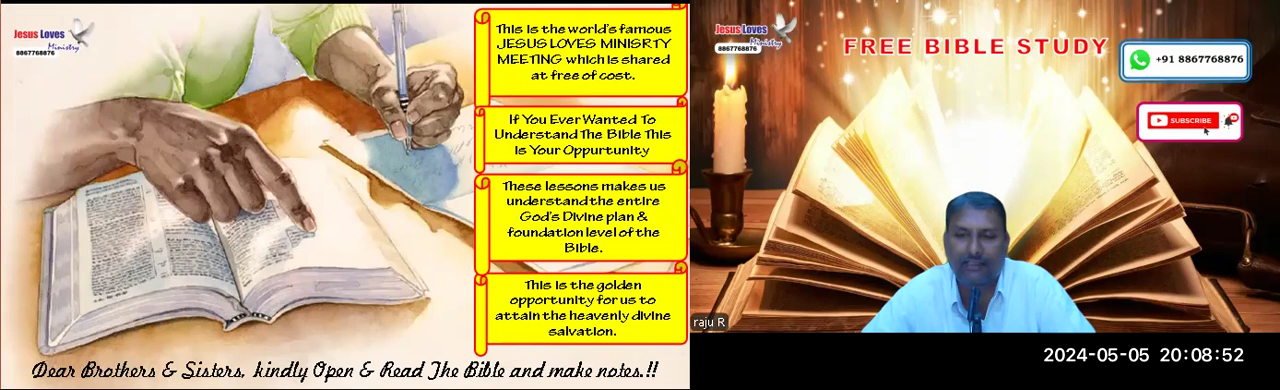 Jesus Loves
Ministry
8867768876
This is the world's famous
JESUS LOVES MINISRTY
MEETING which is shared
at free of cost.
If You Ever Wanted To
Understand The Bible This
is Your Oppurtunity
These lessons makes us
understand the entire
God's Divine plan &
foundation level of the
Bible.
This is the golden
opportunity for us to
attain the heavenly divine
salvation.
Dear Brothers & Sisters, kindly Open & Read The Bible and make notes.!!
Jesus Loves
Ministry
8867768876
FREE BIBLE STUDY
+91 8867768876
SUBSCRIBE
raju R
2024-05-05 20:08:52